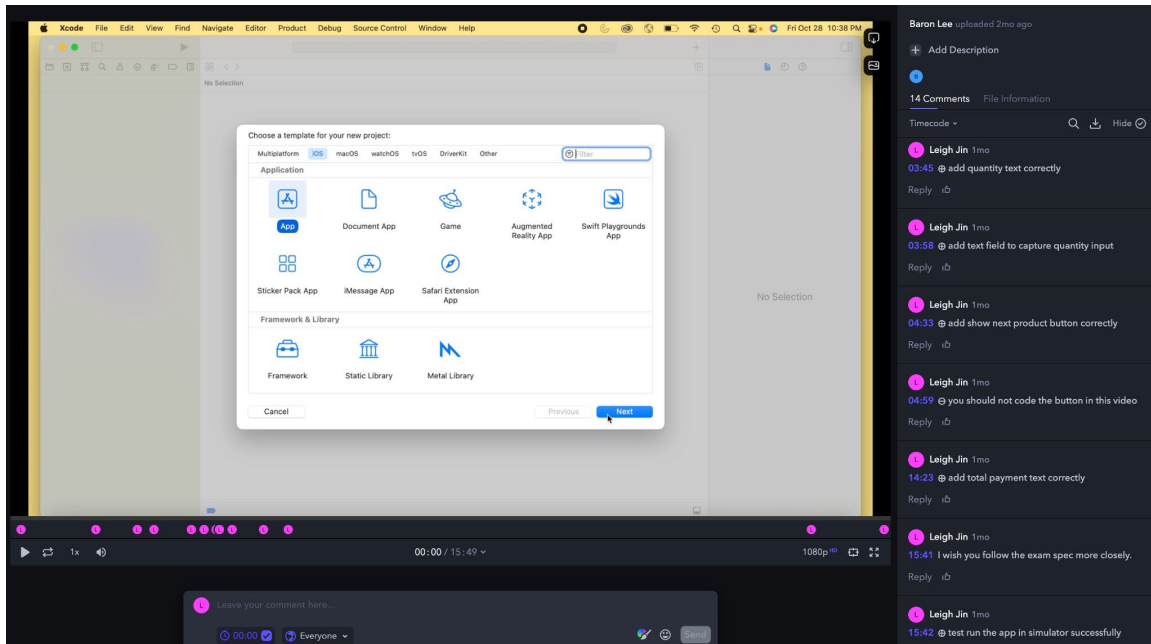 Xcode File Edit View Find Navigate Editor Product Debug Source Control Window Help Fri Oct 28 10:38 PM
No Selection
Choose a template for your new project:
Multiplatform iOS macOS watchOS tvOS DriverKit Other Filter
Application
App Document App Game Augmented Reality App Swift Playgrounds App
Sticker Pack App iMessage App Safari Extension App
Framework & Library
Framework Static Library Metal Library
Cancel Previous Next
No Selection
L L L L L L L L L L L L
1x 00:00 / 15:49 1080p HD
L Leave your comment here...
00:00 Everyone Send
Baron Lee uploaded 2mo ago
+ Add Description
B
14 Comments File Information
Timecode Hide
L Leigh Jin 1mo
03:45 ⊕ add quantity text correctly
Reply
L Leigh Jin 1mo
03:58 ⊕ add text field to capture quantity input
Reply
L Leigh Jin 1mo
04:33 ⊕ add show next product button correctly
Reply
L Leigh Jin 1mo
04:59 ⊖ you should not code the button in this video
Reply
L Leigh Jin 1mo
14:23 ⊕ add total payment text correctly
Reply
L Leigh Jin 1mo
15:41 I wish you follow the exam spec more closely.
Reply
L Leigh Jin 1mo
15:42 ⊕ test run the app in simulator successfully